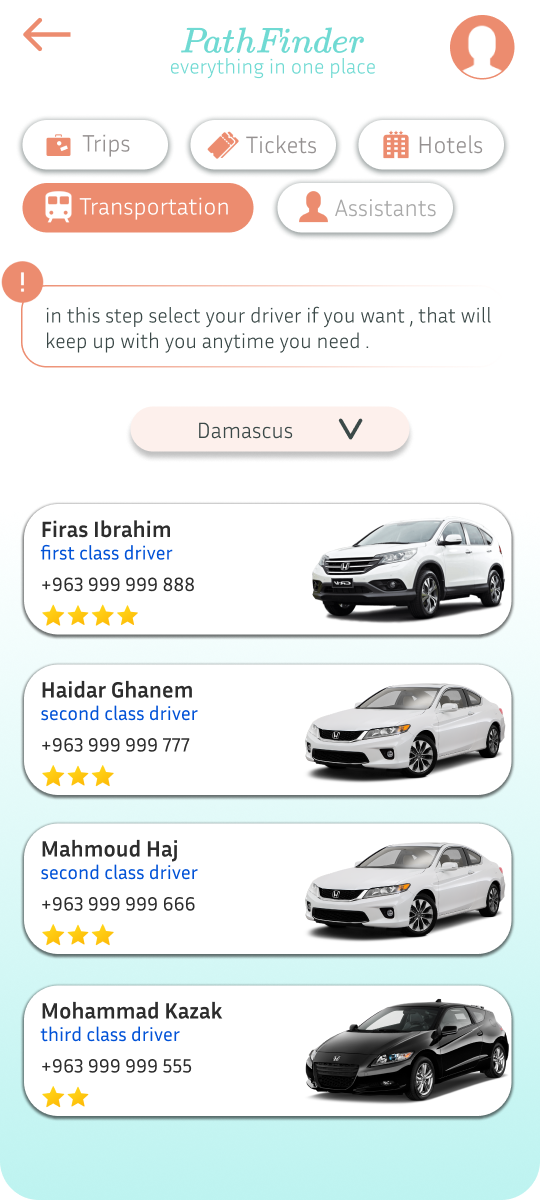 PathFinder
everything in one place
Trips
Tickets
Hotels
Transportation
Assistants
!
in this step select your driver if you want , that will
keep up with you anytime you need .
Damascus
Firas Ibrahim
first class driver
+963 999 999 888
Haidar Ghanem
second class driver
+963 999 999 777
Mahmoud Haj
second class driver
+963 999 999 666
Mohammad Kazak
third class driver
+963 999 999 555